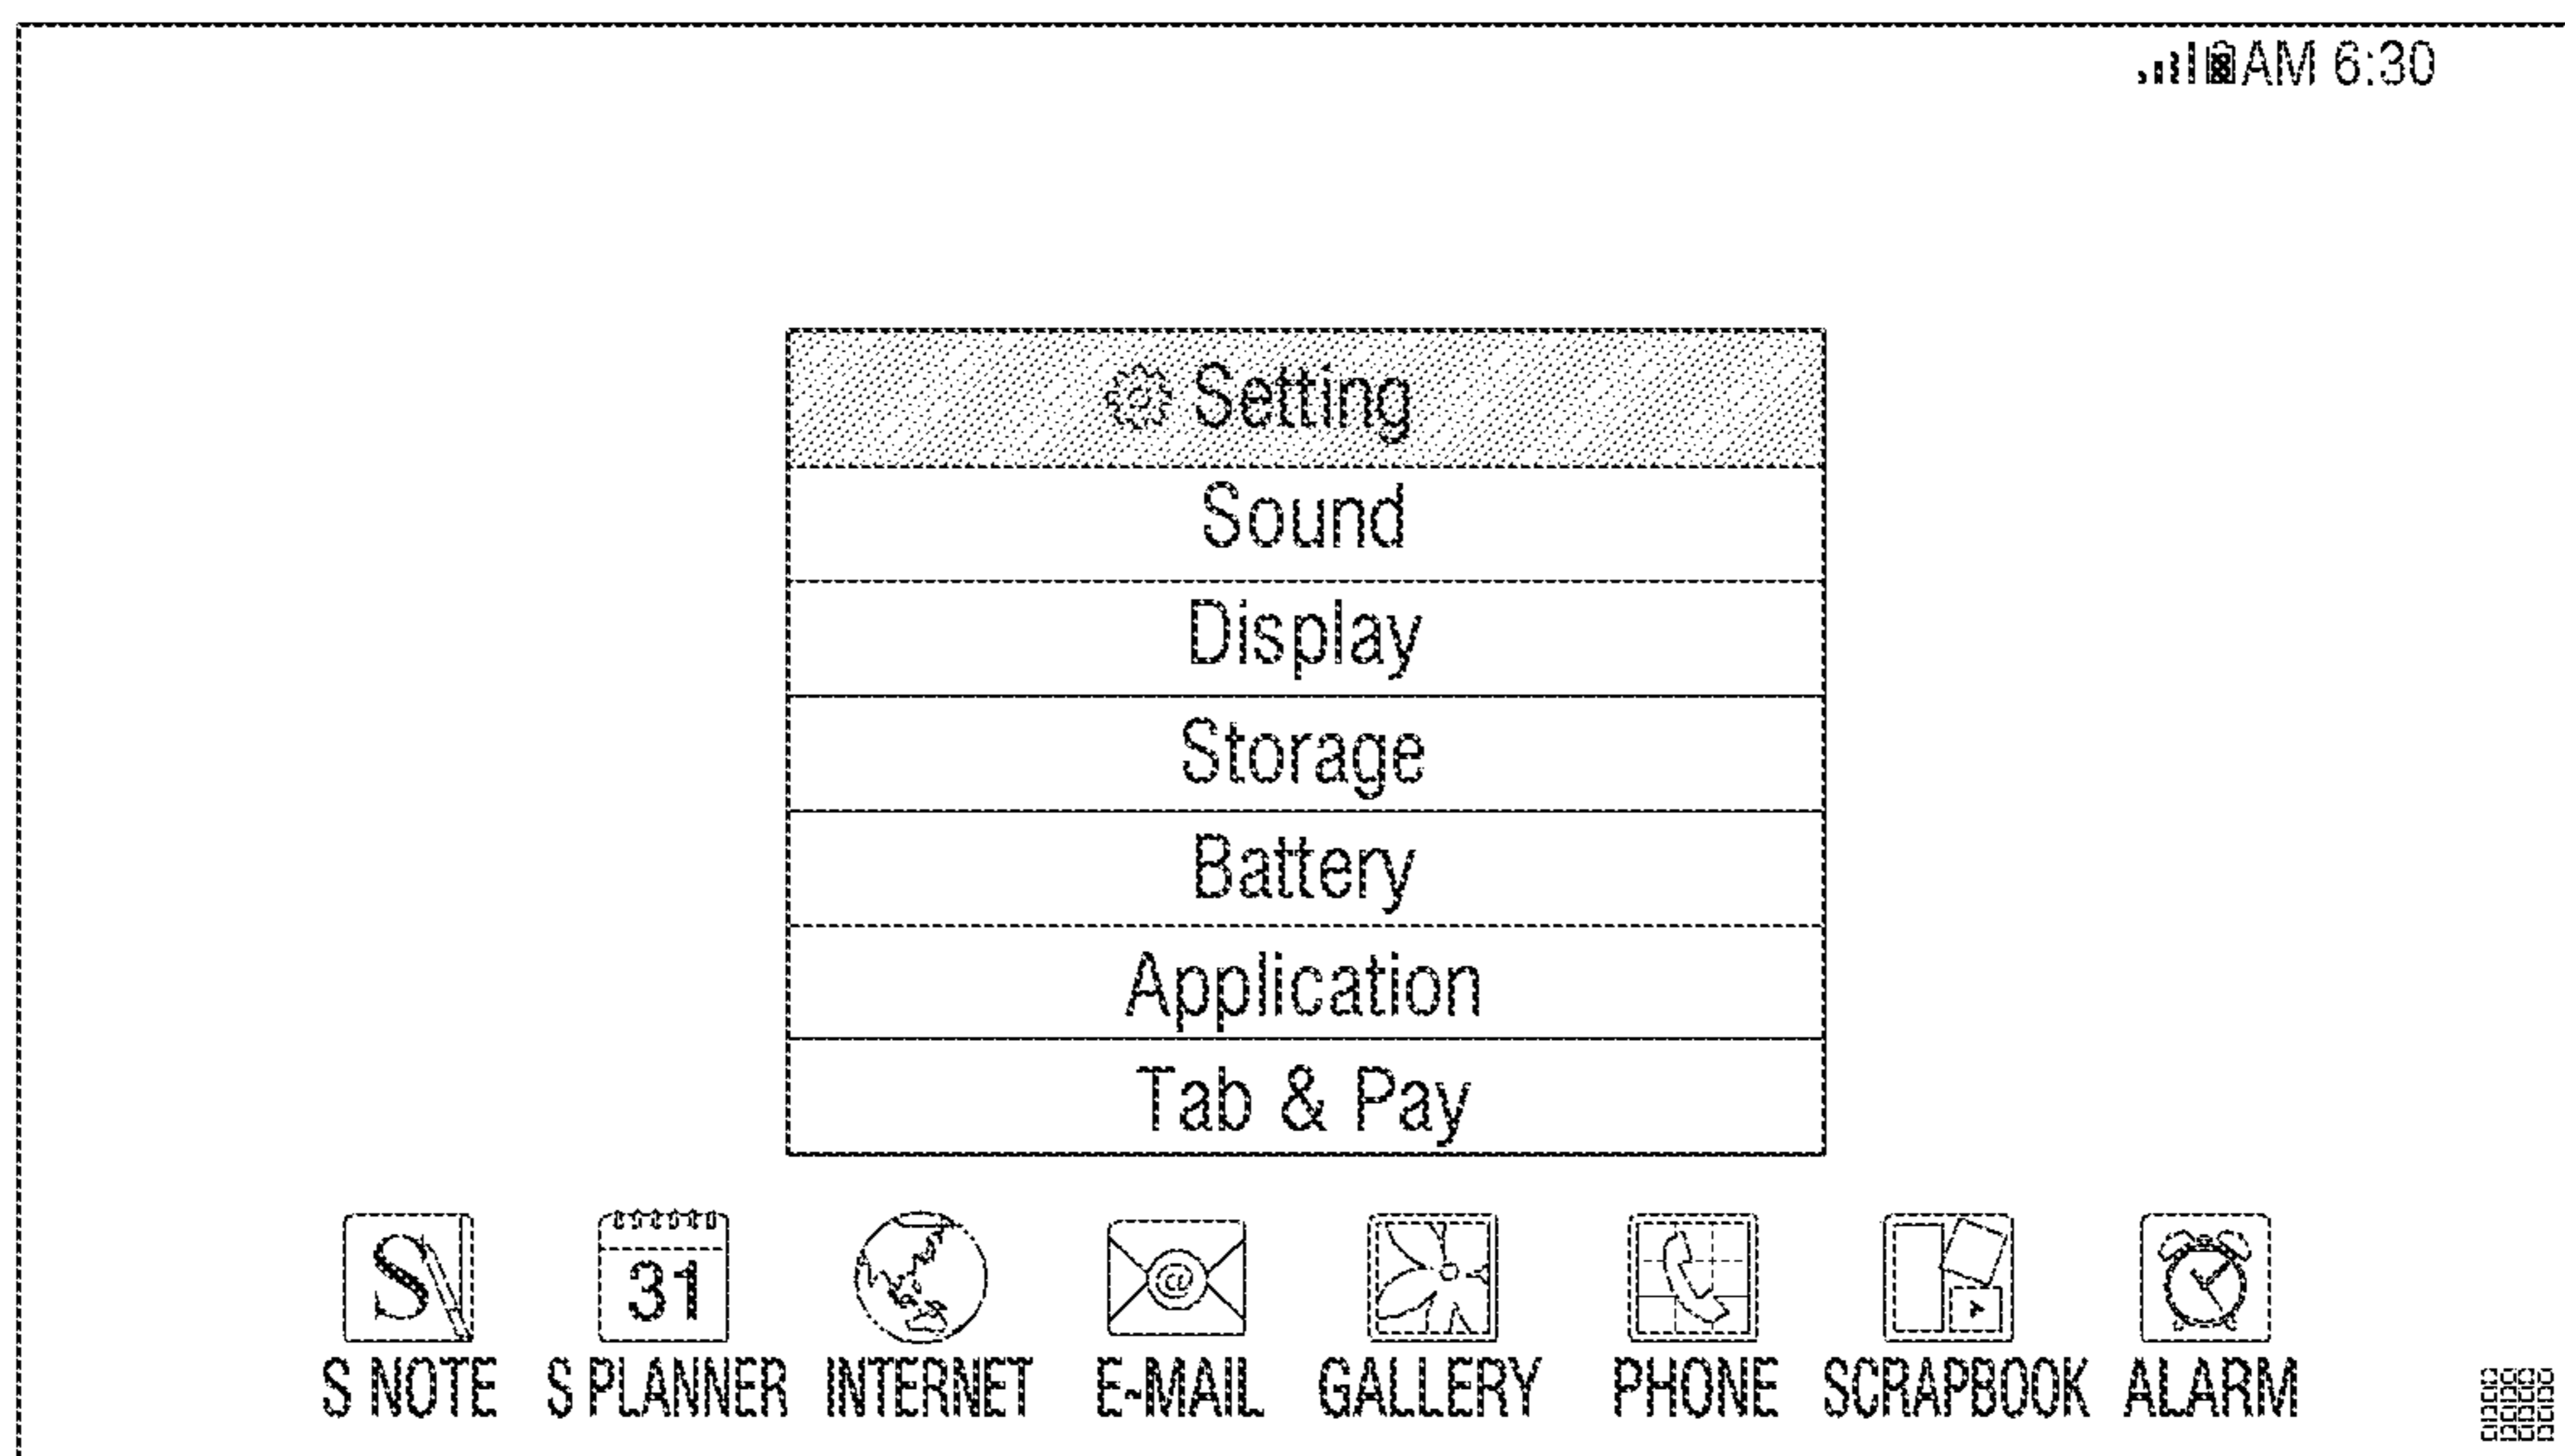 AM 6:30
Setting
Sound
Display
Storage
Battery
Application
Tab & Pay
S
31
@
S NOTE S PLANNER INTERNET E-MAIL GALLERY PHONE SCRAPBOOK ALARM